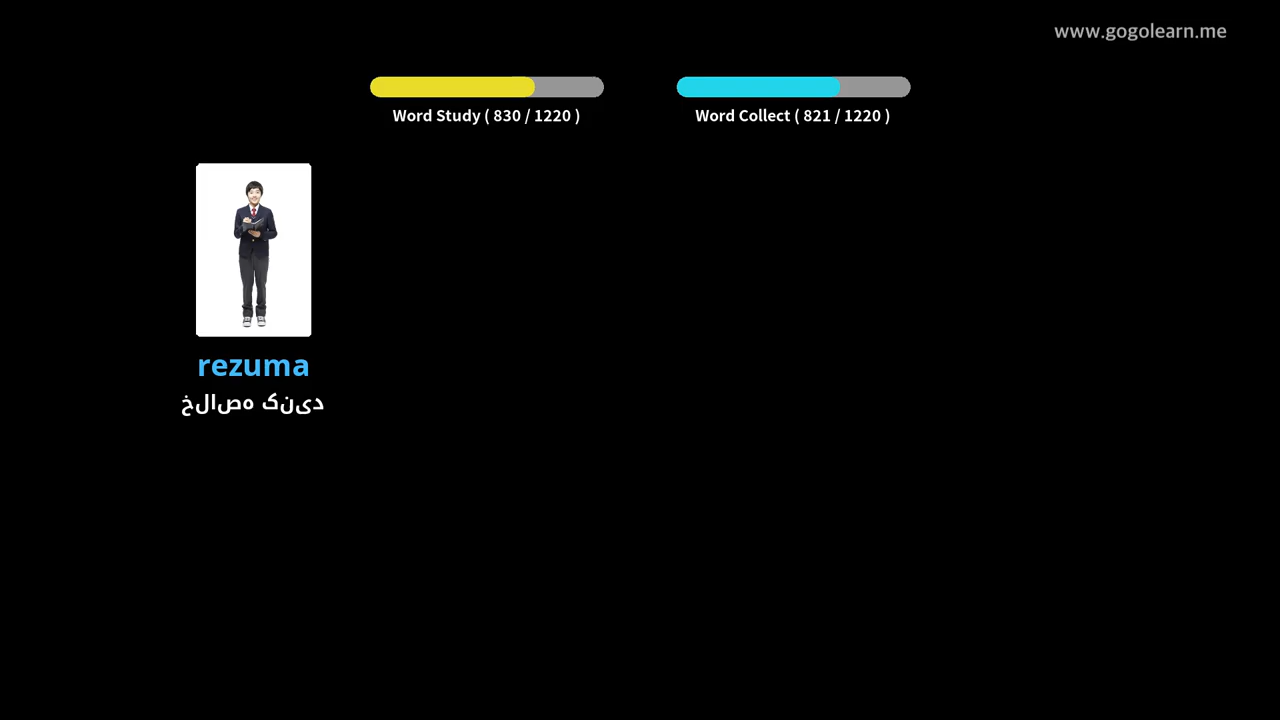 www.gogolearn.me
Word Study ( 830 / 1220 )
Word Collect ( 821 / 1220 )
rezuma
خلاصه کنید